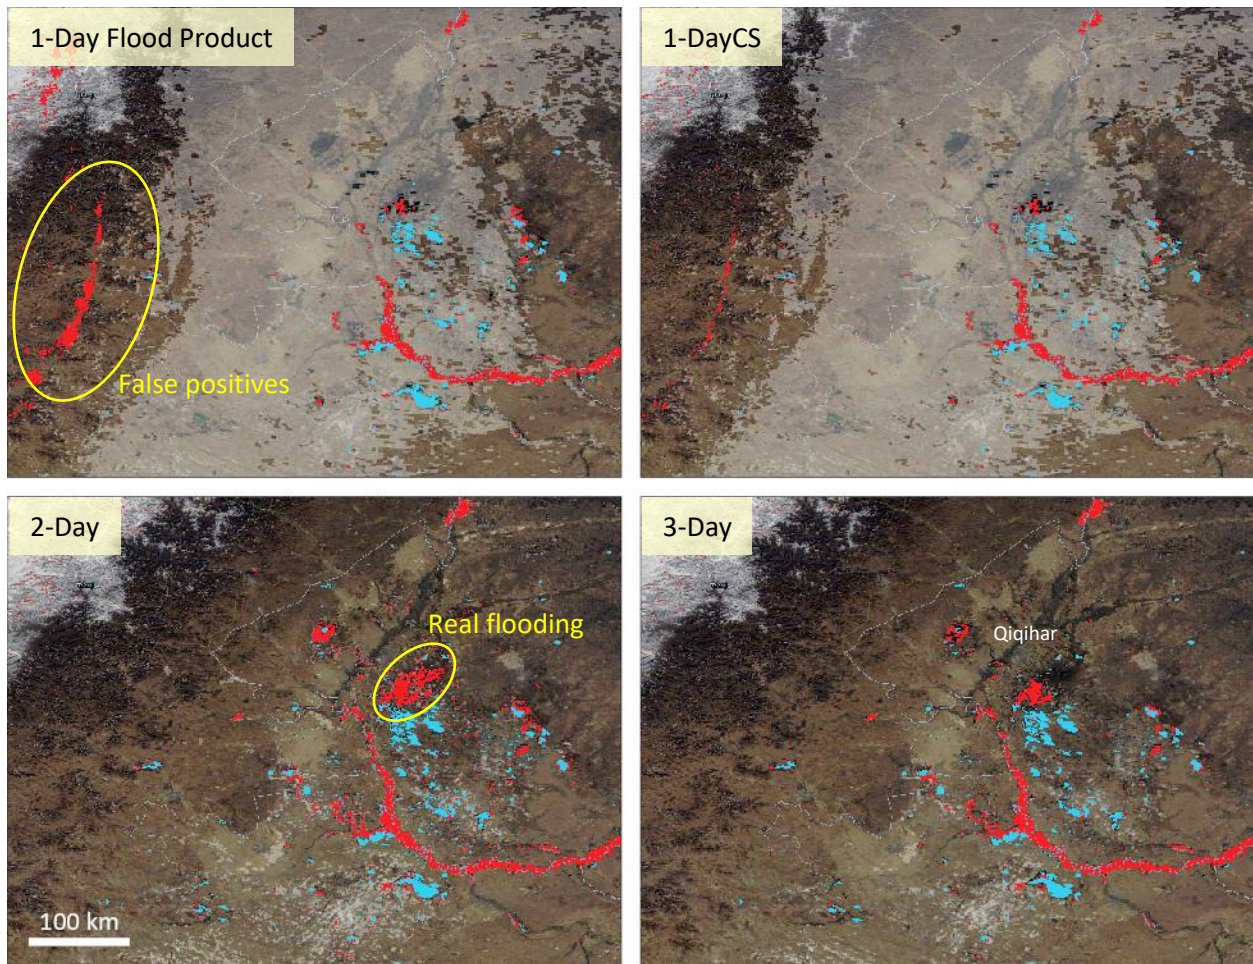 1-Day Flood Product
1-DayCS
False positives
2-Day
3-Day
Real flooding
Qiqihar
100 km